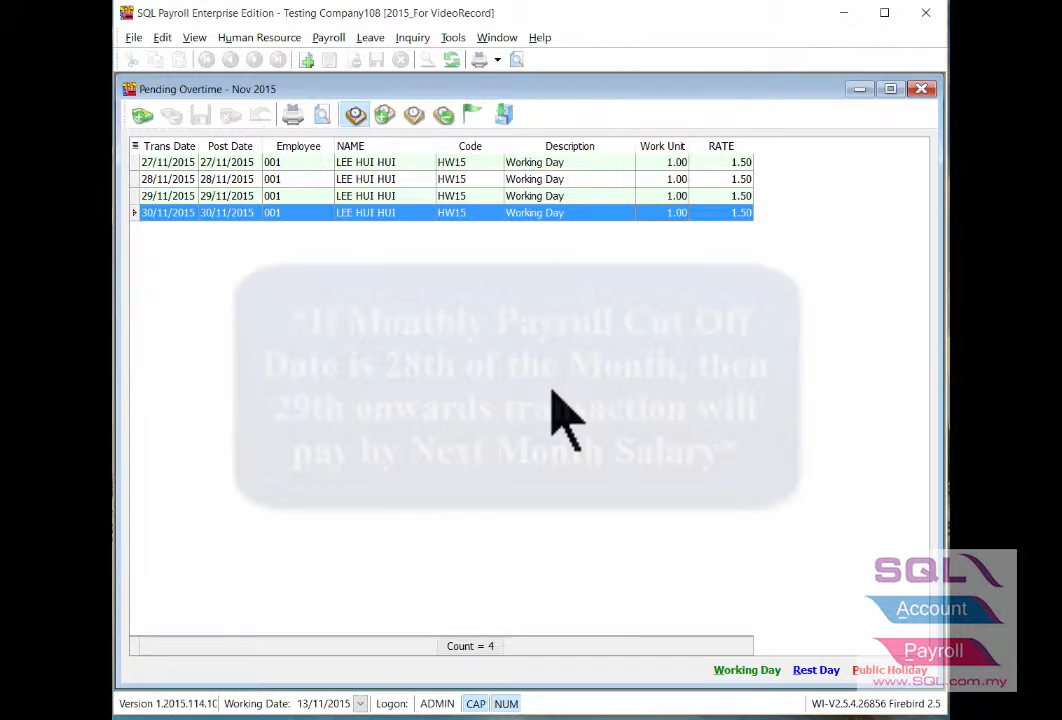 SQL Payroll Enterprise Edition - Testing Company108 [2015_For VideoRecord]
File Edit View Human Resource Payroll Leave Inquiry Tools Window Help
Pending Overtime - Nov 2015
Trans Date Post Date Employee NAME Code Description Work Unit RATE
27/11/2015 27/11/2015 001 LEE HUI HUI HW15 Working Day 1.00 1.50
28/11/2015 28/11/2015 001 LEE HUI HUI HW15 Working Day 1.00 1.50
29/11/2015 29/11/2015 001 LEE HUI HUI HW15 Working Day 1.00 1.50
30/11/2015 30/11/2015 001 LEE HUI HUI HW15 Working Day 1.00 1.50
*If Monthly Payroll Cut Off
Date is 28th of the Month, then
29th onwards transaction will
pay by Next Month Salary*
Count = 4
SQL
Account
Payroll
www.SQL.com.my
Working Day Rest Day Public Holiday
Version 1.2015.114.10 Working Date: 13/11/2015 Logon: ADMIN CAP NUM WI-V2.5.4.26856 Firebird 2.5